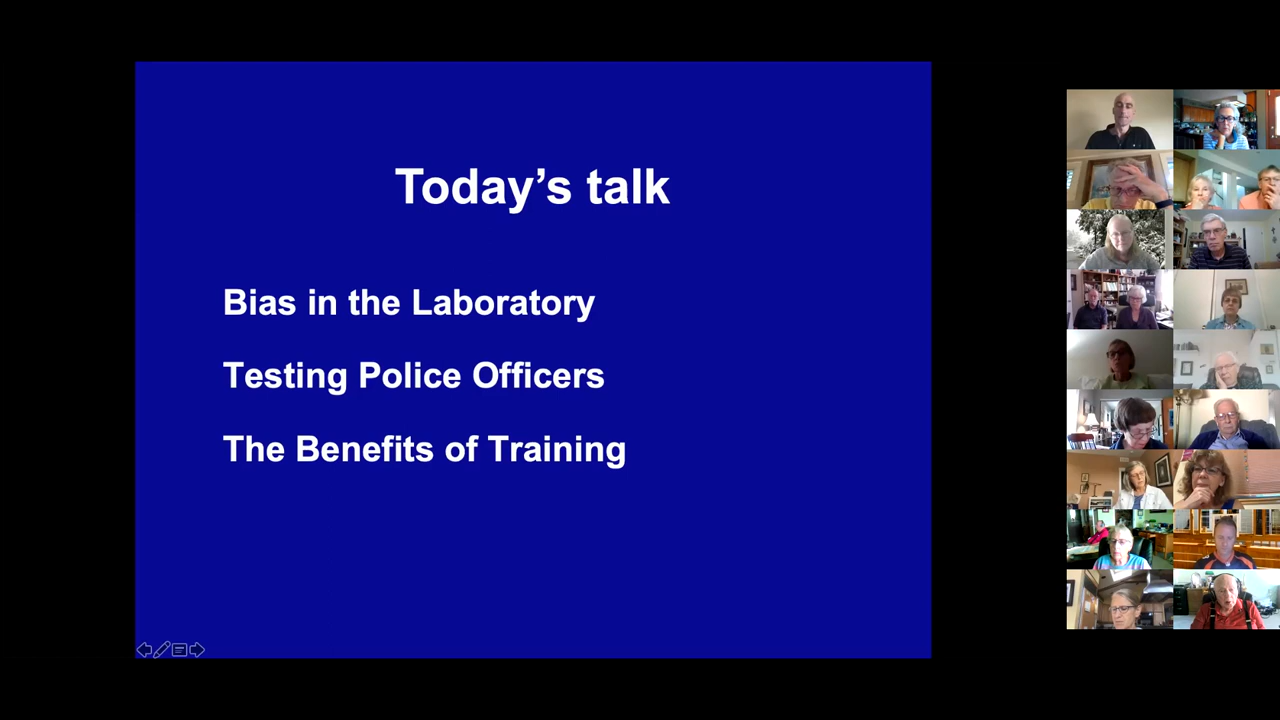 Today’s talk
Bias in the Laboratory
Testing Police Officers
The Benefits of Training